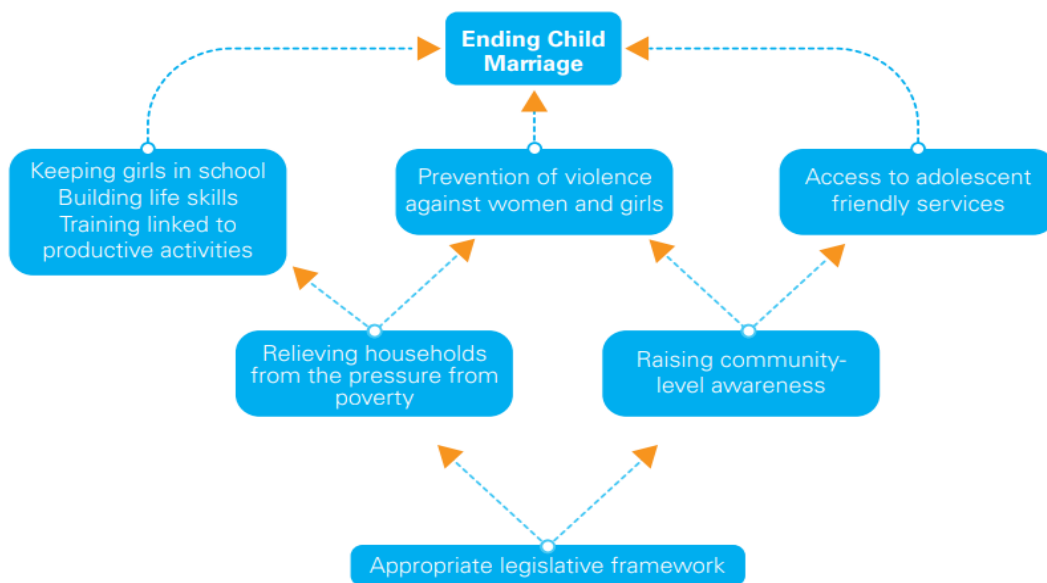 Ending Child
Marriage
Keeping girls in school
Building life skills
Training linked to
productive activities
Prevention of violence
against women and girls
Access to adolescent
friendly services
Relieving households
from the pressure from
poverty
Raising community-
level awareness
Appropriate legislative framework